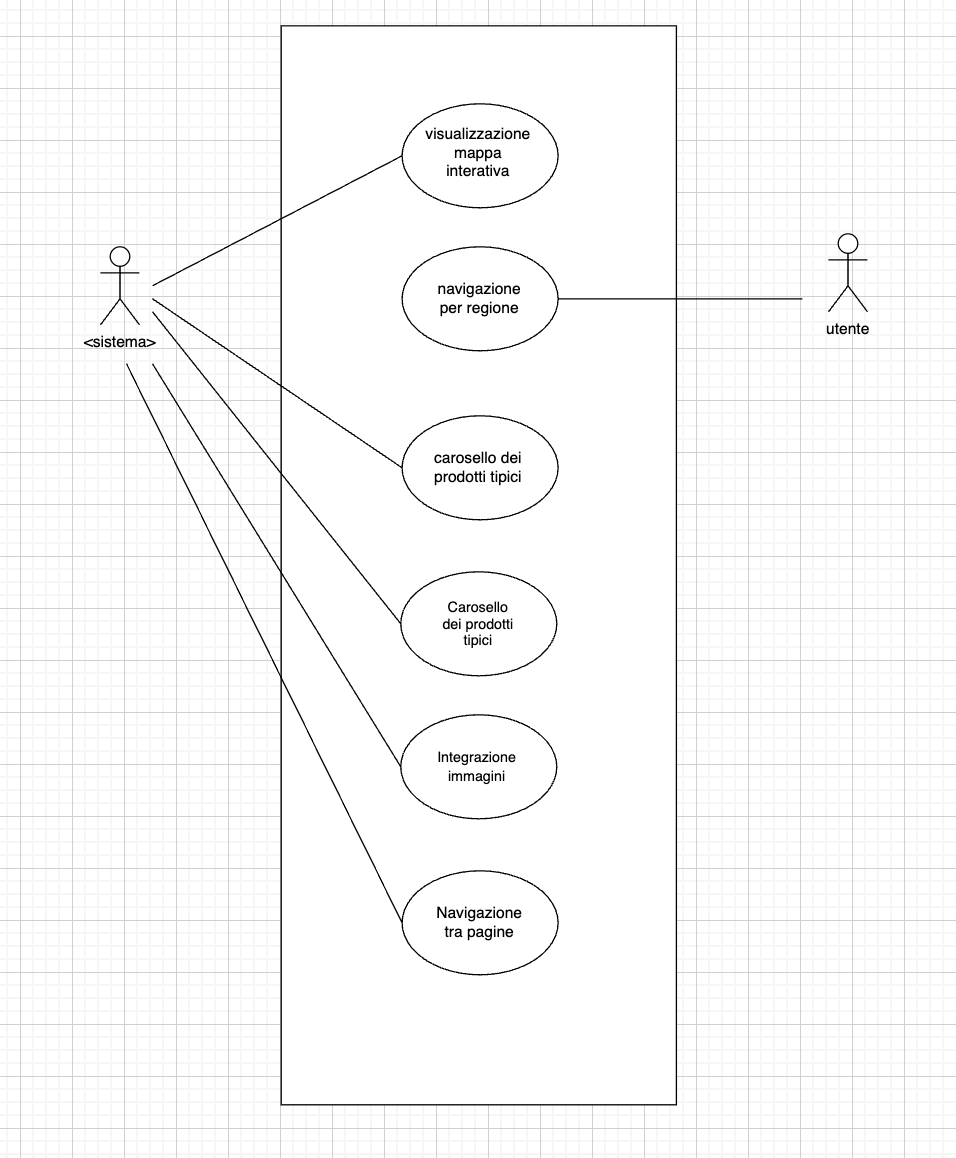 visualizzazione
mappa
interativa
navigazione
per regione
<sistema>
utente
carosello dei
prodotti tipici
Carosello
dei prodotti
tipici
Integrazione
immagini
Navigazione
tra pagine